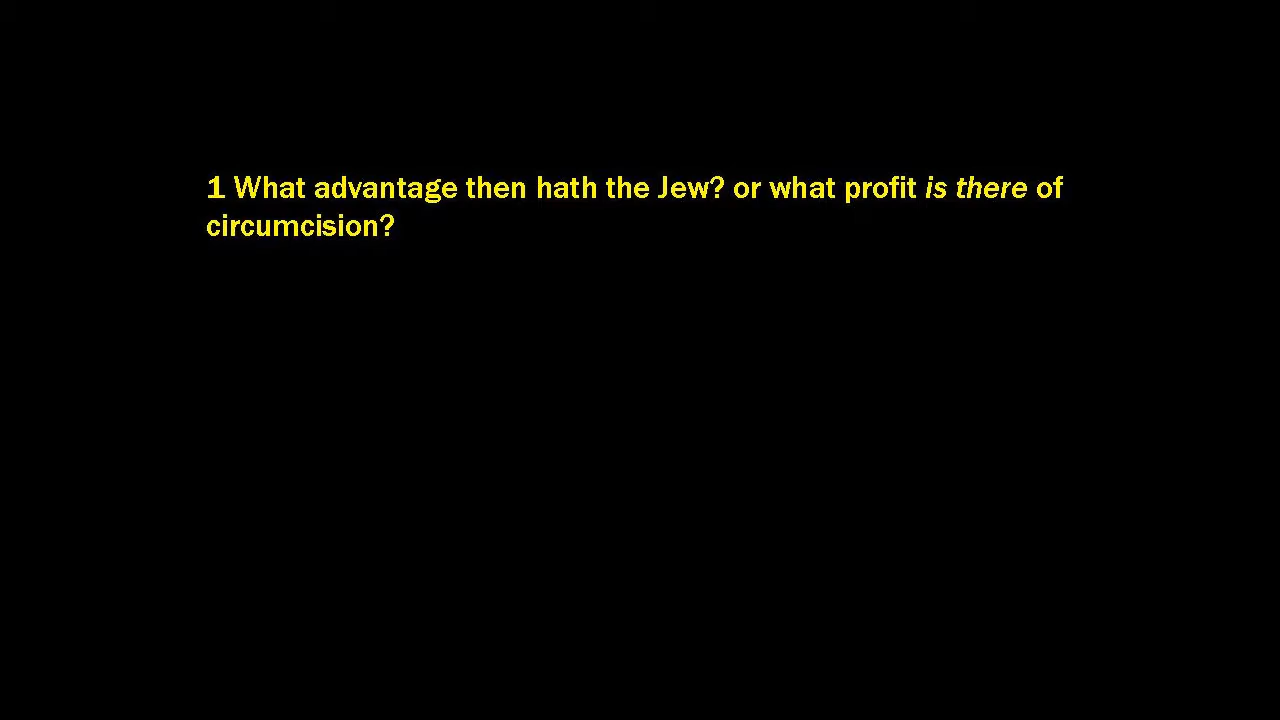 1 What advantage then hath the Jew? or what profit is there of
circumcision?